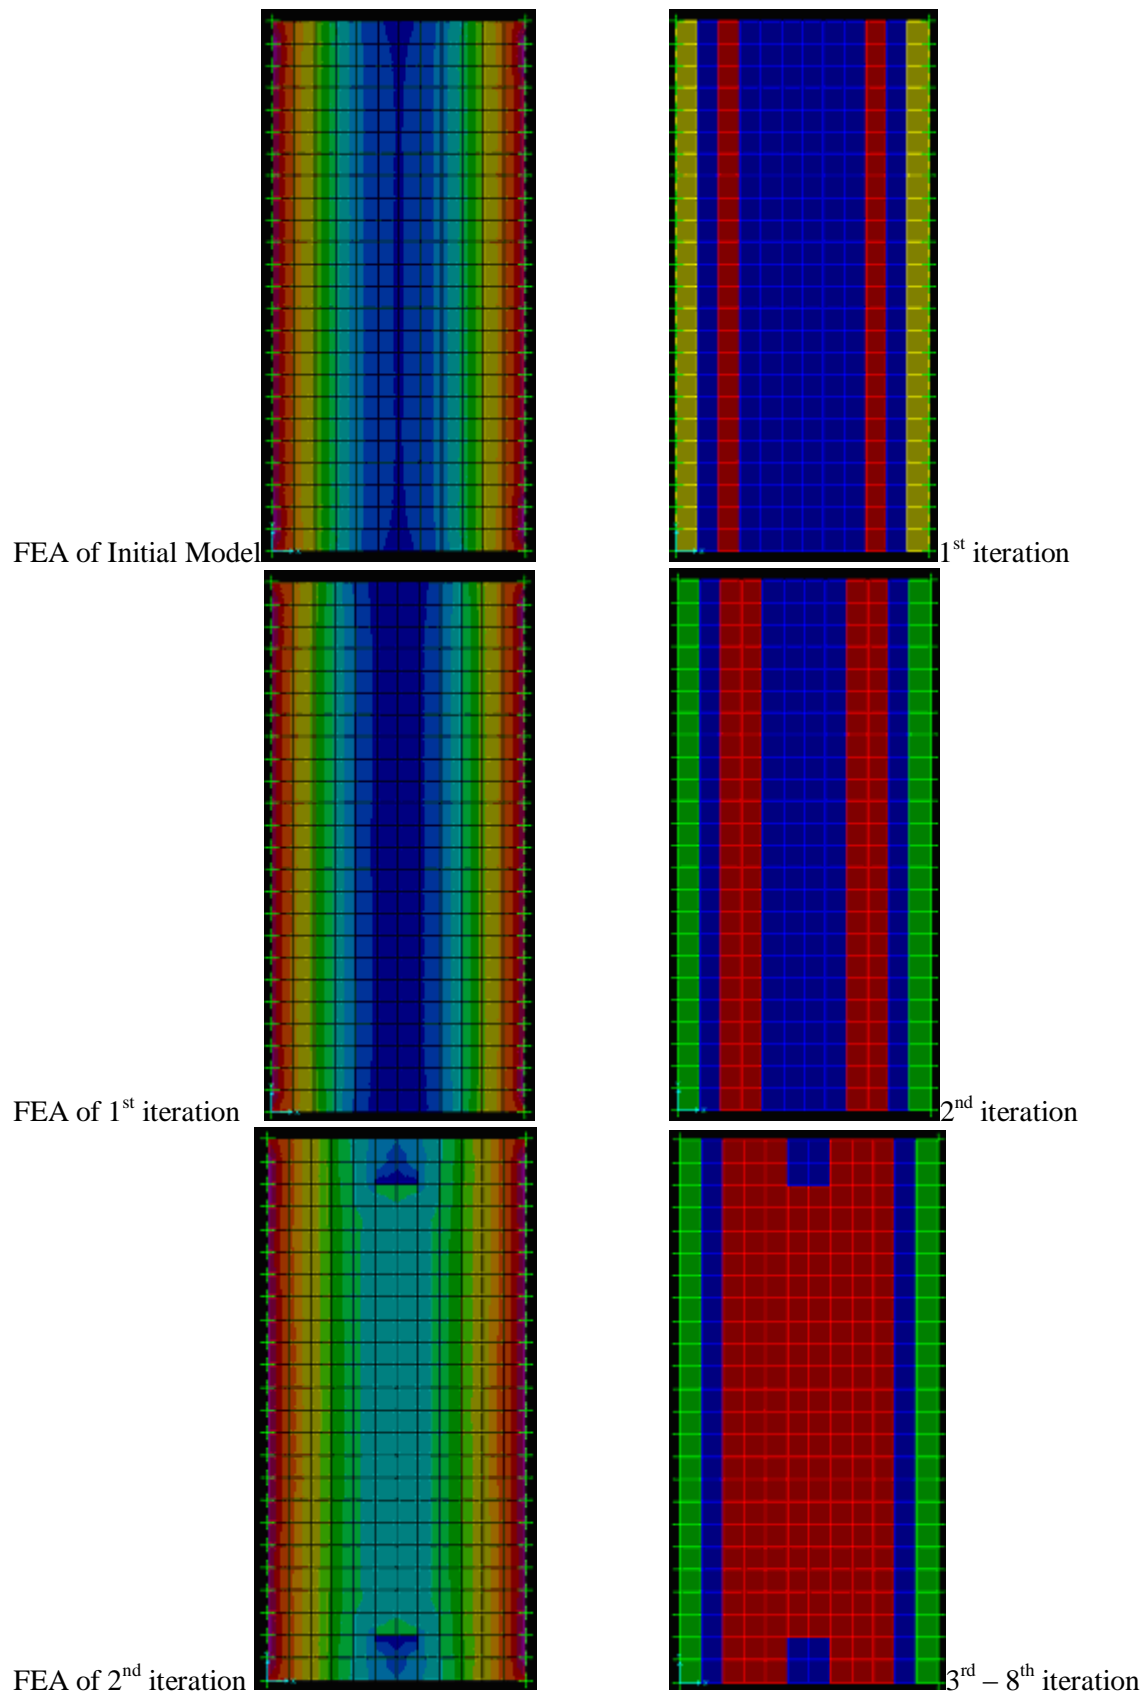 FEA of Initial Model
1st iteration
FEA of 1st iteration
2nd iteration
FEA of 2nd iteration
3rd – 8th iteration